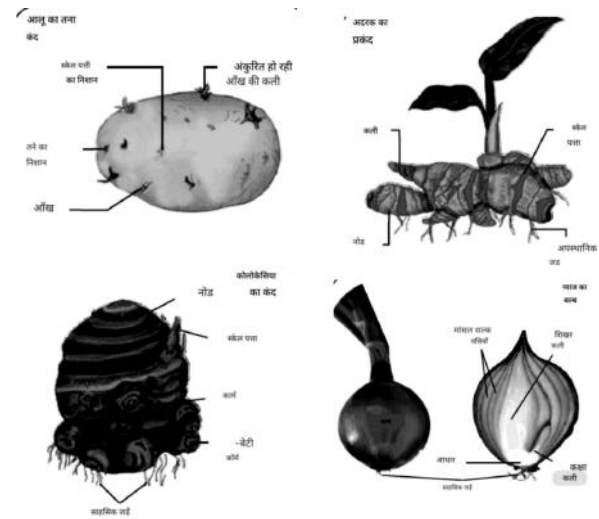 आलू का तना
कंद
स्केल पत्ती
का निशान
अंकुरित हो रही
आँख की कली
तने का
निशान
आँख
अदरक का
प्रकंद
कली
स्केल
पत्ता
नोड
अपस्थानिक
जड़
कोलोकेसिया
का कंद
नोड
स्केल पत्ता
कार्म
-बेटी
कॉर्म
साहसिक जड़ें
प्याज का
बल्ब
मांसल शल्क
पत्तियाँ
शिखर
कली
आधार
कक्षा
कली
साहसिक जड़ें